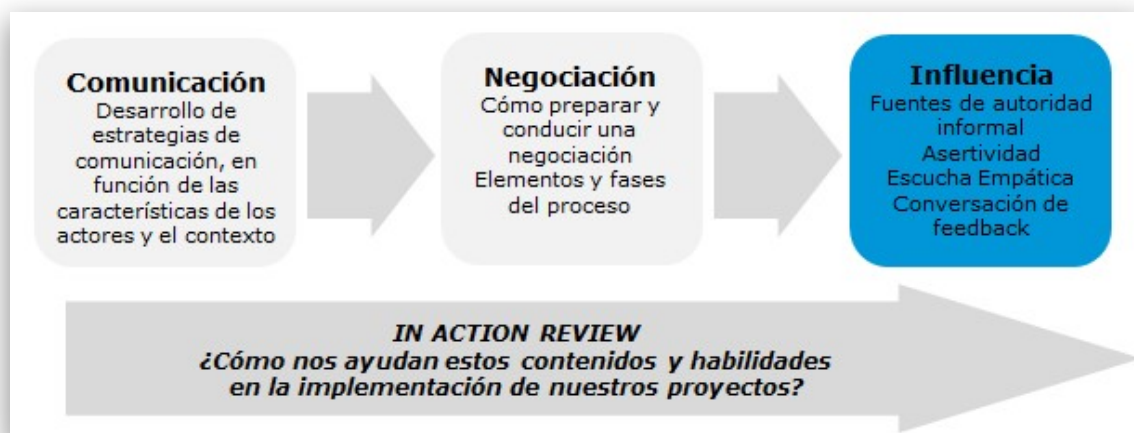 Comunicación
Desarrollo de
estrategias de
comunicación, en
función de las
características de los
actores y el contexto
Negociación
Cómo preparar y
conducir una
negociación
Elementos y fases
del proceso
Influencia
Fuentes de autoridad
informal
Asertividad
Escucha Empática
Conversación de
feedback
IN ACTION REVIEW
¿Cómo nos ayudan estos contenidos y habilidades
en la implementación de nuestros proyectos?